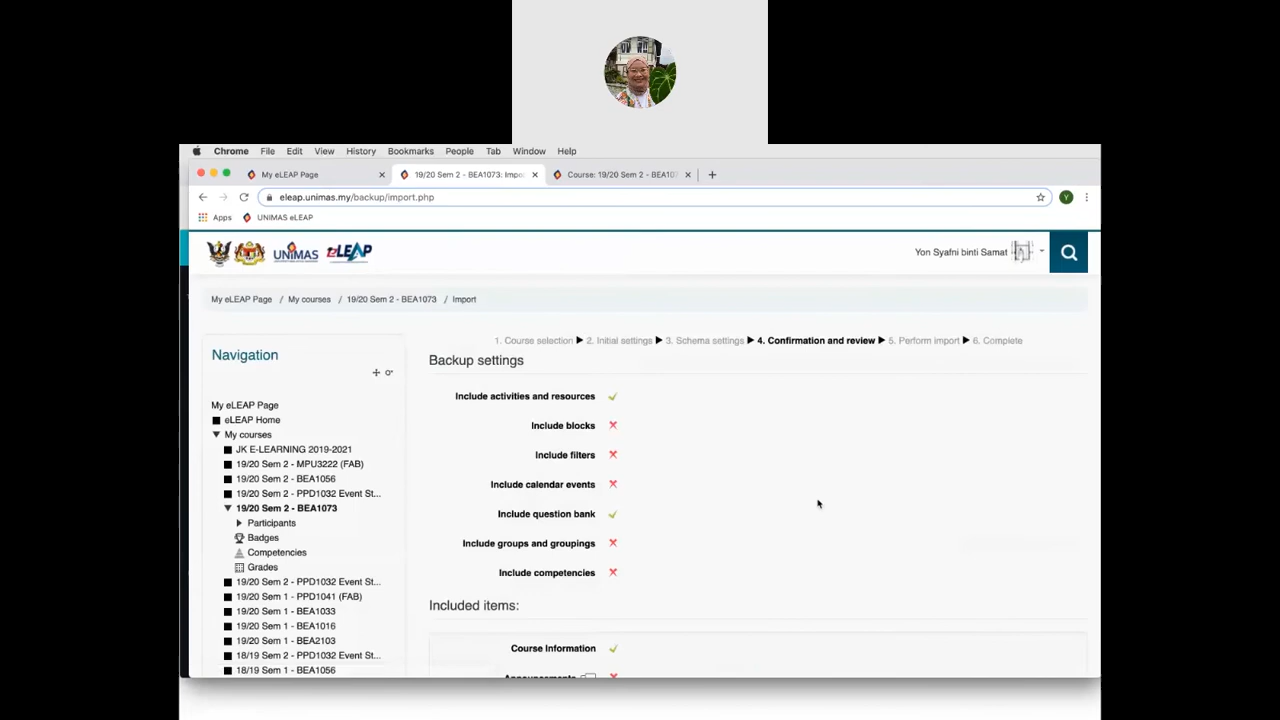 Chrome File Edit View History Bookmarks People Tab Window Help
My eLEAP Page 19/20 Sem 2 - BEA1073: Impo Course: 19/20 Sem 2 - BEA107
eleap.unimas.my/backup/import.php Y
Apps UNIMAS eLEAP
UNIMAS eLEAP Yon Syafni binti Samat
My eLEAP Page / My courses / 19/20 Sem 2 - BEA1073 / Import
1. Course selection ► 2. Initial settings ► 3. Schema settings ► 4. Confirmation and review ► 5. Perform import ► 6. Complete
Navigation
My eLEAP Page
eLEAP Home
My courses
JK E-LEARNING 2019-2021
19/20 Sem 2 - MPU3222 (FAB)
19/20 Sem 2 - BEA1056
19/20 Sem 2 - PPD1032 Event St...
19/20 Sem 2 - BEA1073
Participants
Badges
Competencies
Grades
19/20 Sem 2 - PPD1032 Event St...
19/20 Sem 1 - PPD1041 (FAB)
19/20 Sem 1 - BEA1033
19/20 Sem 1 - BEA1016
19/20 Sem 1 - BEA2103
18/19 Sem 2 - PPD1032 Event St...
18/19 Sem 1 - BEA1056
Backup settings
Include activities and resources
Include blocks
Include filters
Include calendar events
Include question bank
Include groups and groupings
Include competencies
Included items:
Course Information
Announcements